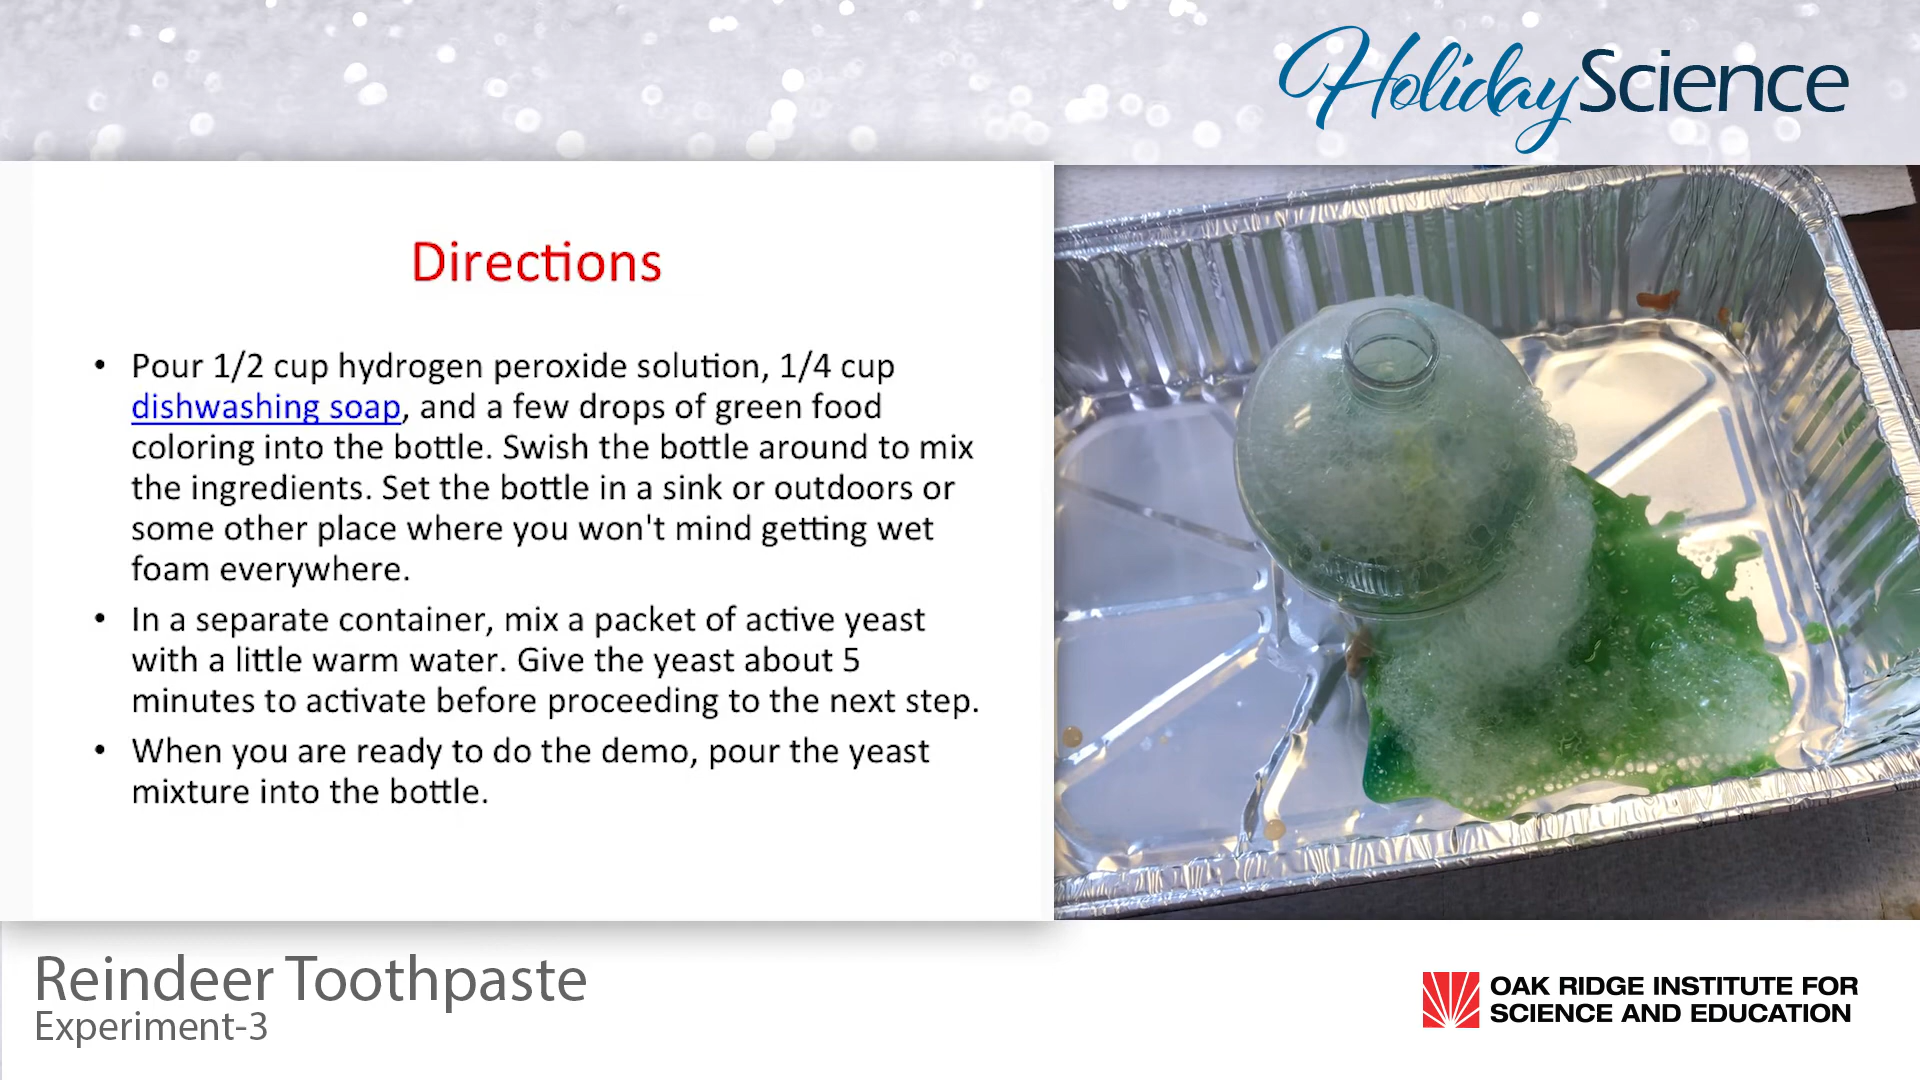 HolidayScience
Directions
• Pour 1/2 cup hydrogen peroxide solution, 1/4 cup
dishwashing soap, and a few drops of green food
coloring into the bottle. Swish the bottle around to mix
the ingredients. Set the bottle in a sink or outdoors or
some other place where you won't mind getting wet
foam everywhere.
• In a separate container, mix a packet of active yeast
with a little warm water. Give the yeast about 5
minutes to activate before proceeding to the next step.
• When you are ready to do the demo, pour the yeast
mixture into the bottle.
Reindeer Toothpaste
Experiment-3
OAK RIDGE INSTITUTE FOR
SCIENCE AND EDUCATION